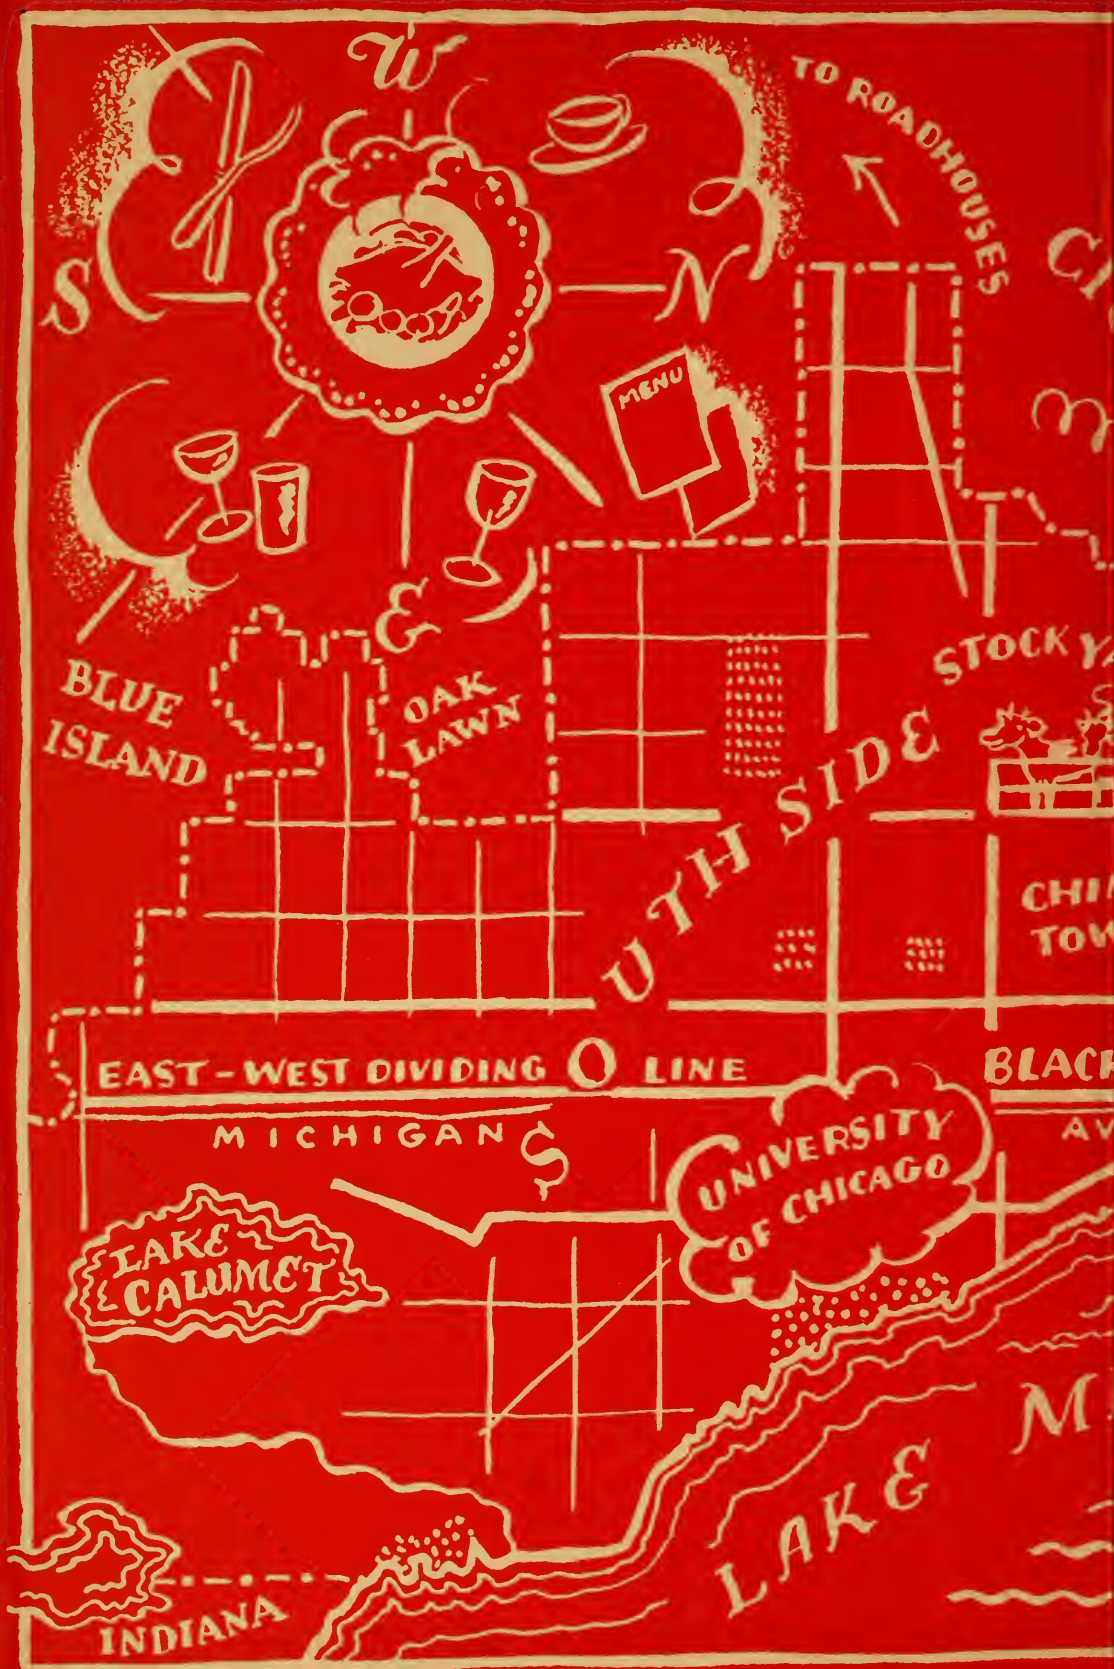 W
TO ROADHOUSES
S
N
MENU
E
BLUE
ISLAND
OAK
LAWN
STOCK
SOUTH SIDE
EAST-WEST DIVIDING LINE
MICHIGAN
UNIVERSITY
OF CHICAGO
LAKE
CALUMET
LAKE
INDIANA